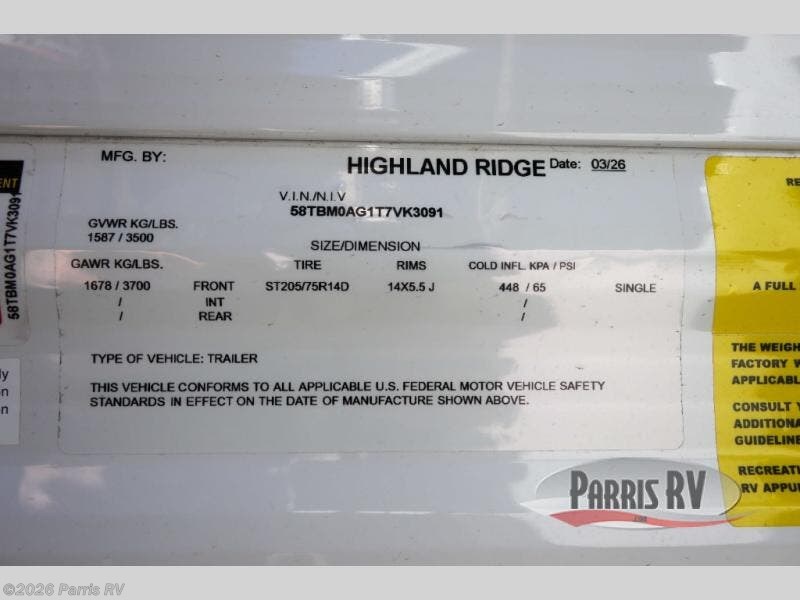 MFG. BY: HIGHLAND RIDGE Date: 03/26
V.I.N./N.I.V
58TBM0AG1T7VK3091
GVWR KG/LBS.
1587 / 3500
SIZE/DIMENSION
GAWR KG/LBS. TIRE RIMS COLD INFL. KPA / PSI
1678 / 3700 FRONT ST205/75R14D 14X5.5 J 448 / 65 SINGLE
/ INT /
/ REAR /
TYPE OF VEHICLE: TRAILER
THIS VEHICLE CONFORMS TO ALL APPLICABLE U.S. FEDERAL MOTOR VEHICLE SAFETY
STANDARDS IN EFFECT ON THE DATE OF MANUFACTURE SHOWN ABOVE.
58TBM0AG1T7VK3091
A FULL
THE WEIGH
FACTORY W
APPLICABL
CONSULT
ADDITIONA
GUIDELINE
RECREATI
RV APPU
PARRIS RV
©2026 Parris RV